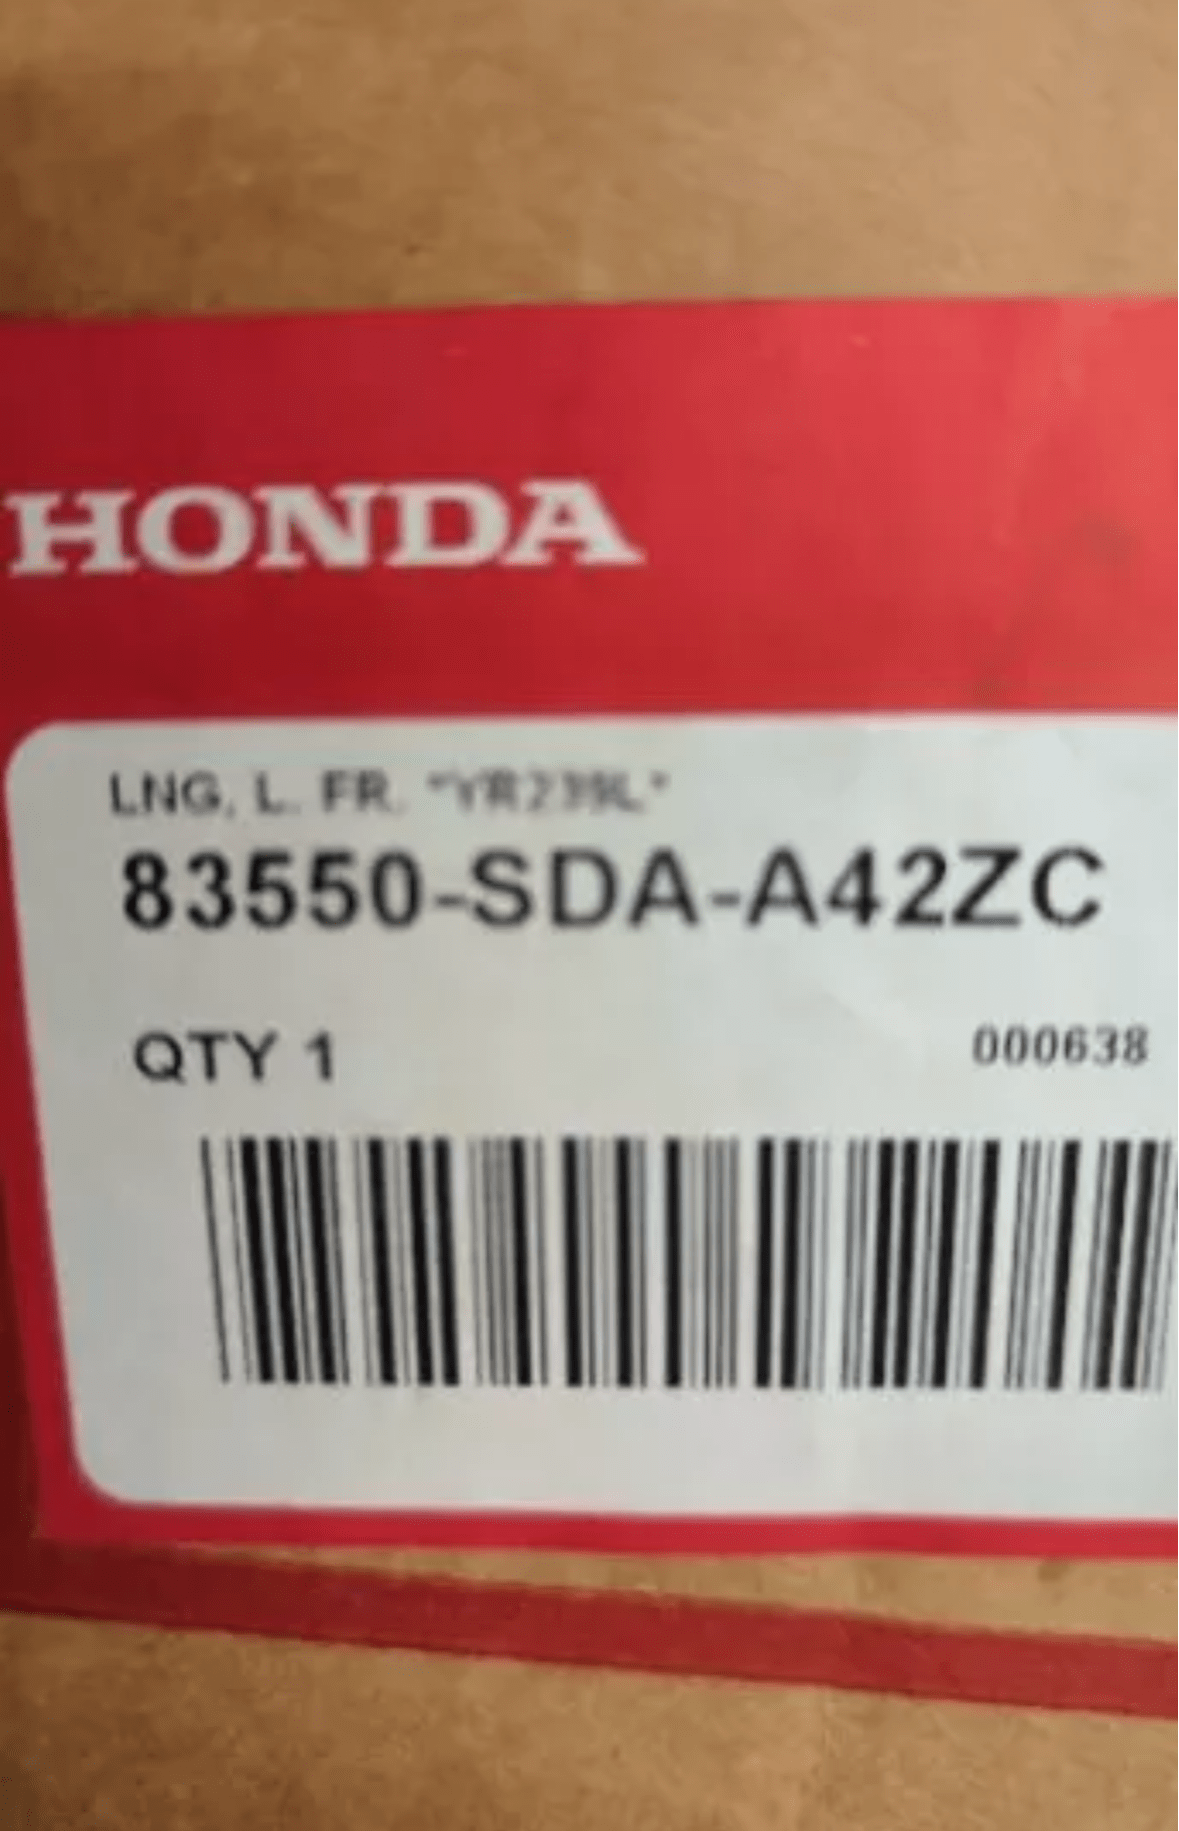 HONDA
LNG, L. FR. *YR239L*
83550-SDA-A42ZC
QTY 1
000638